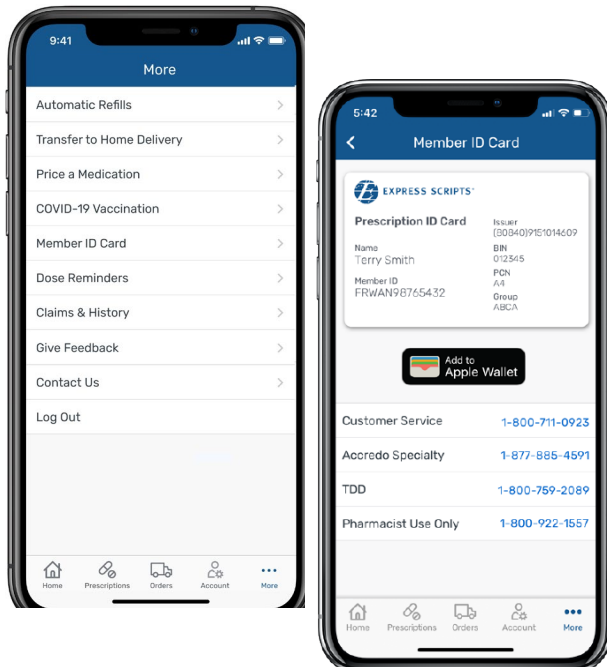 9:41
More
Automatic Refills
Transfer to Home Delivery
Price a Medication
COVID-19 Vaccination
Member ID Card
Dose Reminders
Claims & History
Give Feedback
Contact Us
Log Out
Home Prescriptions Orders Account More
5:42
Member ID Card
EXPRESS SCRIPTS®
Prescription ID Card
Issuer
(80840)9151014609
Name
Terry Smith
BIN
012345
Member ID
FRWAN98765432
PCN
A4
Group
ABCA
Add to
Apple Wallet
Customer Service 1-800-711-0923
Accredo Specialty 1-877-885-4591
TDD 1-800-759-2089
Pharmacist Use Only 1-800-922-1557
Home Prescriptions Orders Account More